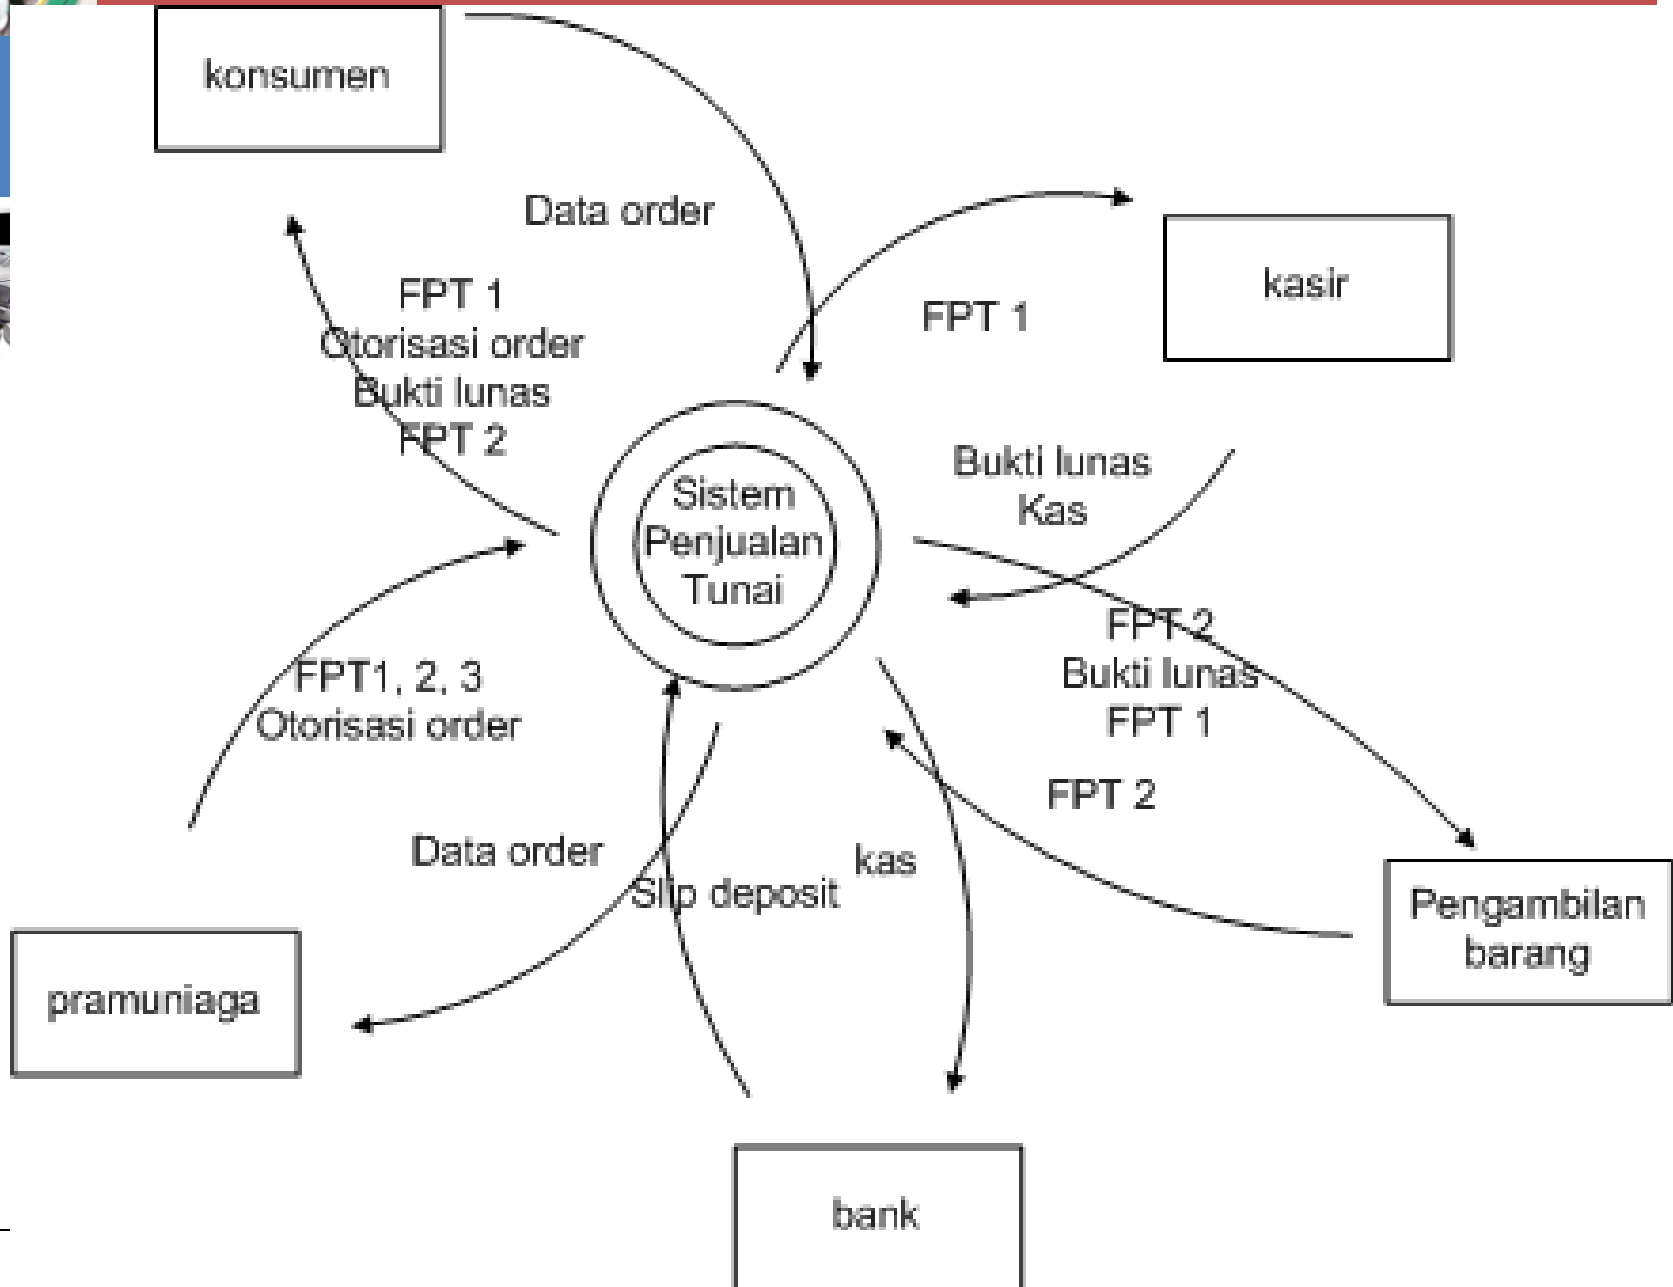 konsumen
Data order
kasir
FPT 1
Otorisasi order
Bukti lunas
FPT 2
FPT 1
Bukti lunas
Kas
Sistem
Penjualan
Tunai
FPT 2
Bukti lunas
FPT 1
FPT1, 2, 3
Otorisasi order
FPT 2
Data order
Slip deposit
kas
Pengambilan
barang
pramuniaga
bank